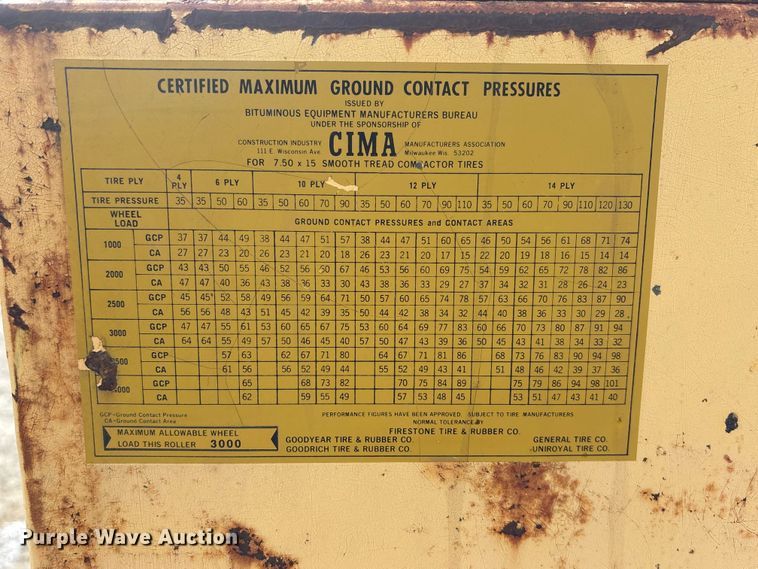 CERTIFIED MAXIMUM GROUND CONTACT PRESSURES
ISSUED BY
BITUMINOUS EQUIPMENT MANUFACTURERS BUREAU
UNDER THE SPONSORSHIP OF
CONSTRUCTION INDUSTRY CIMA MANUFACTURERS ASSOCIATION
111 E. Wisconsin Ave. Milwaukee Wis. 53202
FOR 7.50 x 15 SMOOTH TREAD COMPACTOR TIRES
TIRE PLY 4 PLY 6 PLY 10 PLY 12 PLY 14 PLY
TIRE PRESSURE 35 35 50 60 35 50 60 70 90 35 50 60 70 90 110 35 50 60 70 90 110 120 130
WHEEL LOAD GROUND CONTACT PRESSURES and CONTACT AREAS
1000 GCP 37 37 44 49 38 44 47 51 57 38 44 47 51 60 65 46 50 54 56 61 68 71 74
CA 27 27 23 20 26 23 21 20 18 26 23 21 20 17 15 22 20 19 18 16 15 14 14
2000 GCP 43 43 50 55 46 52 56 60 67 46 53 56 60 69 75 54 59 62 65 72 78 82 86
CA 47 47 40 36 43 38 36 33 30 43 38 36 33 29 27 37 34 32 31 28 26 24 23
2500 GCP 45 45 52 58 49 56 59 64 71 50 57 60 65 74 78 57 63 66 70 76 83 87 90
CA 56 56 48 43 51 45 42 39 35 50 44 42 38 34 32 44 40 38 36 33 30 29 28
3000 GCP 47 47 55 61 53 60 65 67 75 53 60 64 69 77 83 60 66 70 73 80 87 91 94
CA 64 64 55 49 57 50 46 45 40 57 50 47 43 39 36 50 45 43 41 38 34 33 32
500 GCP 57 63 62 67 71 80 64 67 71 81 86 68 73 76 83 90 94 98
CA 61 56 56 52 49 44 55 52 49 43 41 51 48 46 42 39 37 36
000 GCP 65 68 73 82 70 75 84 89 75 79 86 94 98 101
CA 62 59 55 49 57 53 48 45 53 51 47 43 41 40
GCP-Ground Contact Pressure
CA-Ground Contact Area
PERFORMANCE FIGURES HAVE BEEN APPROVED. SUBJECT TO TIRE MANUFACTURERS
NORMAL TOLERANCE BY
MAXIMUM ALLOWABLE WHEEL
LOAD THIS ROLLER 3000
FIRESTONE TIRE & RUBBER CO.
GOODYEAR TIRE & RUBBER CO. GENERAL TIRE CO.
GOODRICH TIRE & RUBBER CO. UNIROYAL TIRE CO.
Purple Wave Auction